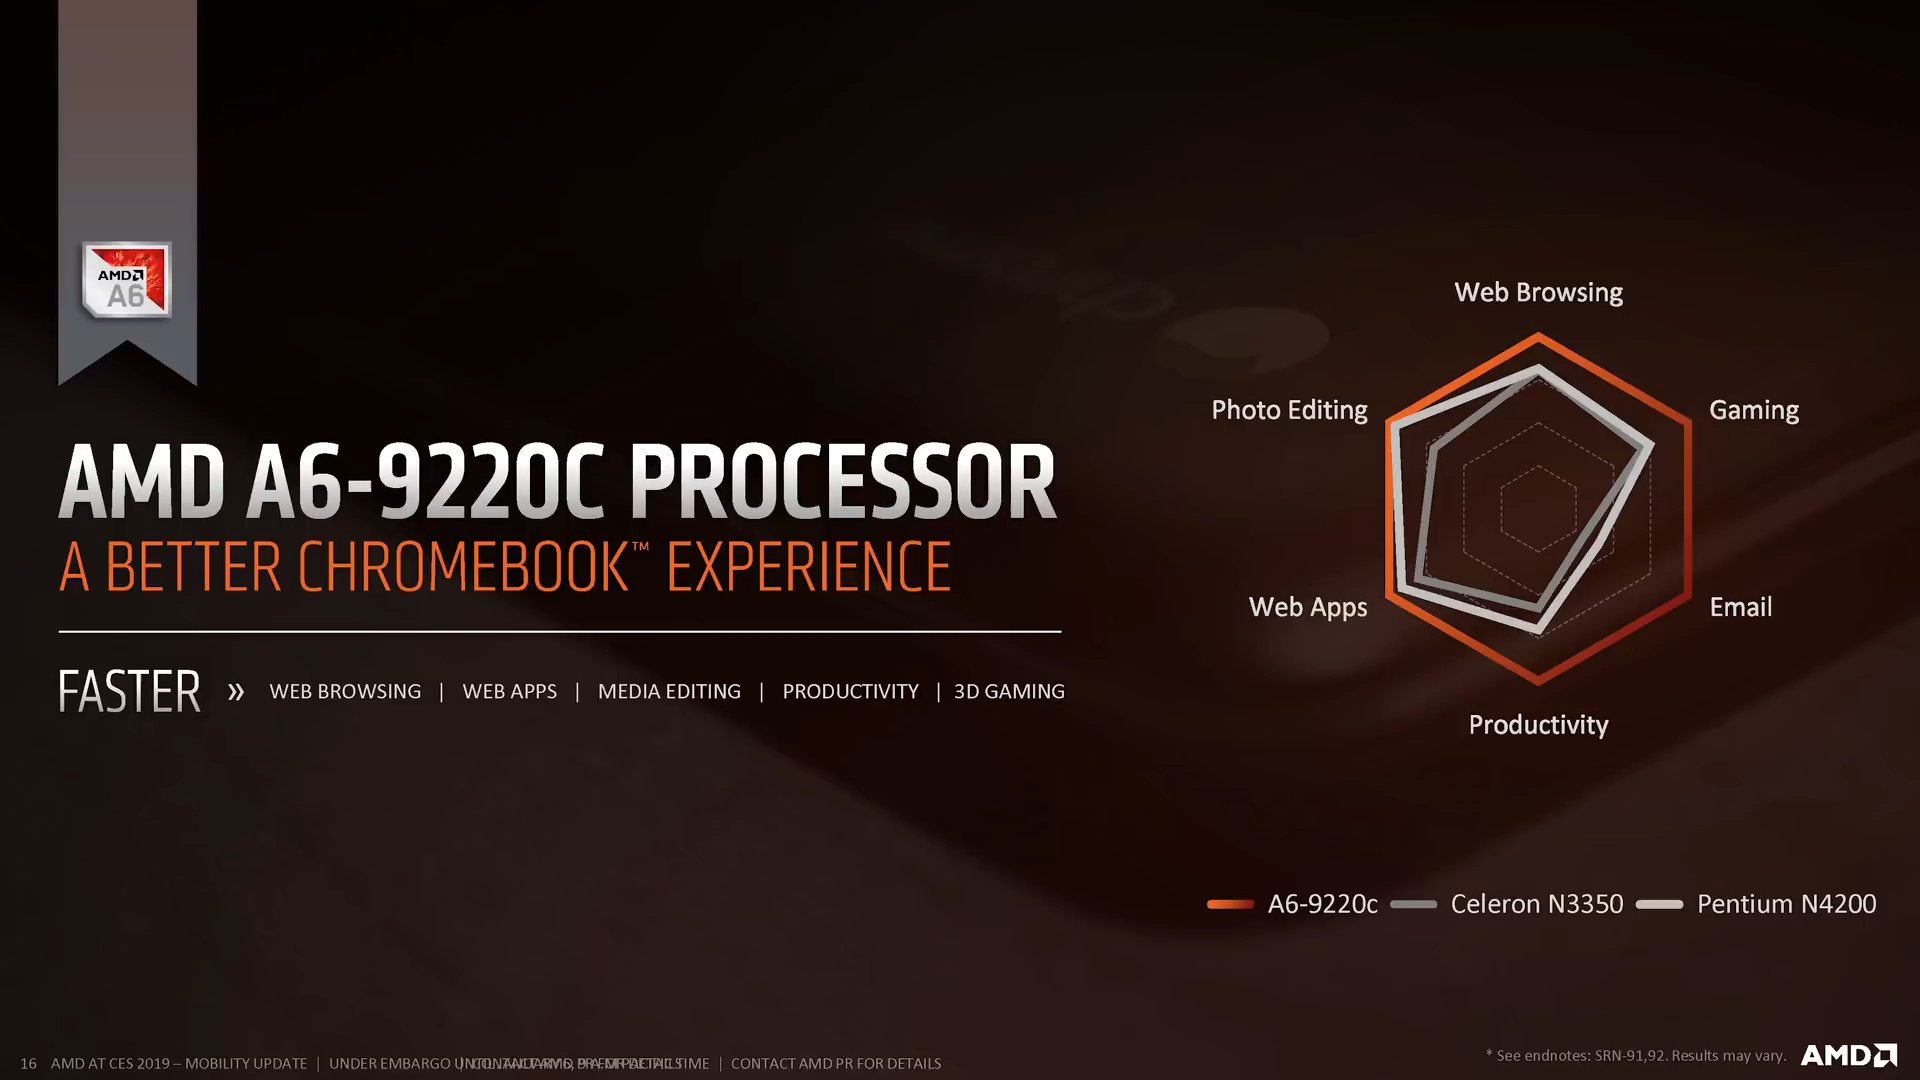 AMD
A6
AMD A6-9220C PROCESSOR
A BETTER CHROMEBOOK™ EXPERIENCE
FASTER » WEB BROWSING | WEB APPS | MEDIA EDITING | PRODUCTIVITY | 3D GAMING
Web Browsing
Photo Editing
Gaming
Web Apps
Email
Productivity
A6-9220c
Celeron N3350
Pentium N4200
16 AMD AT CES 2019 – MOBILITY UPDATE | UNDER EMBARGO TIME | CONTACT AMD PR FOR DETAILS
* See endnotes: SRN-91,92. Results may vary.
AMD